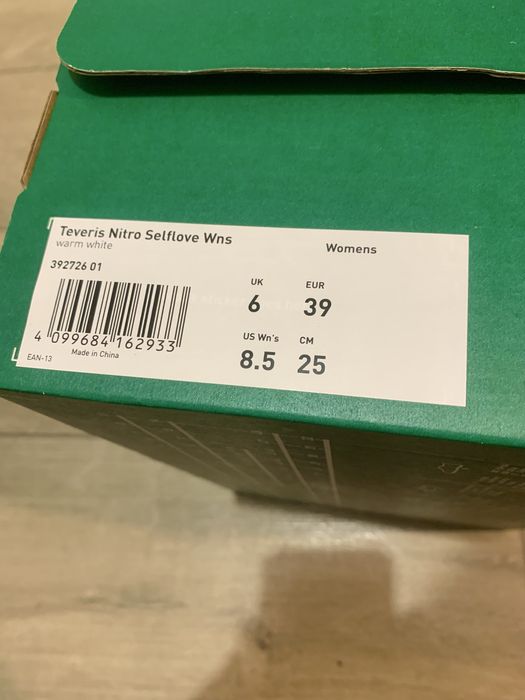 Teveris Nitro Selflove Wns
warm white
Womens
392726 01
UK
6
EUR
39
4 099684 162933
EAN-13
Made in China
US Wn's
8.5
CM
25